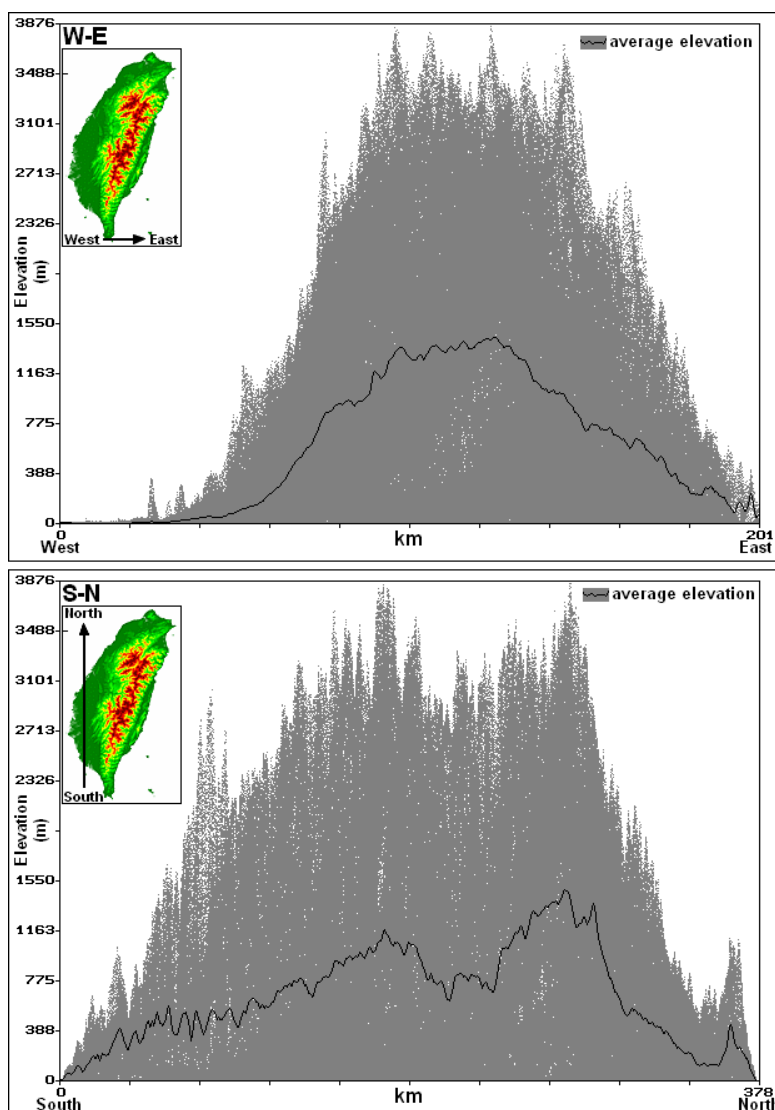 W-E
average elevation
3876
3488
3101
2713
2326
1550
1163
775
388
0
Elevation
(m)
West East
0 201
West km East
S-N
average elevation
North
South
3876
3488
3101
2713
2326
1550
1163
775
388
0
Elevation
(m)
0 378
South km North